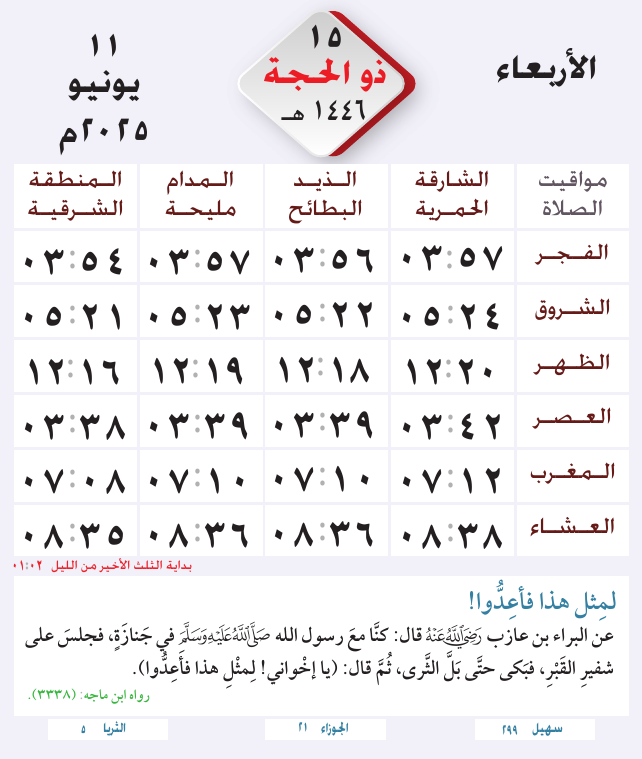 الأربعاء
١٥
ذو الحجة
١٤٤٦ هـ
١١
يونيو
٢٠٢٥م
مواقيت الصلاة | الشارقة الحمرية | الذيد البطائح | المدام مليحة | المنطقة الشرقية
الفجر ٠٣:٥٧ ٠٣:٥٦ ٠٣:٥٧ ٠٣:٥٤
الشروق ٠٥:٢٤ ٠٥:٢٢ ٠٥:٢٣ ٠٥:٢١
الظهر ١٢:٢٠ ١٢:١٨ ١٢:١٩ ١٢:١٦
العصر ٠٣:٤٢ ٠٣:٣٩ ٠٣:٣٩ ٠٣:٣٨
المغرب ٠٧:١٢ ٠٧:١٠ ٠٧:١٠ ٠٧:٠٨
العشاء ٠٨:٣٨ ٠٨:٣٦ ٠٨:٣٦ ٠٨:٣٥
بداية الثلث الأخير من الليل ٠١:٠٢
لمِثل هذا فأعِدُّوا!
عن البراء بن عازب رَضِيَ اللَّهُ عَنْهُ قال: كنَّا معَ رسول الله صَلَّى اللَّهُ عَلَيْهِ وَسَلَّمَ في جَنازَةٍ، فجلسَ على
شفيرِ القَبْرِ، فبَكى حتَّى بَلَّ الثَّرى، ثُمَّ قال: (يا إخْواني! لِمثْلِ هذا فأَعِدُّوا).
رواه ابن ماجه: (٣٣٣٨).
سهيل ٢٩٩
الجوزاء ٢١
الثريا ٥